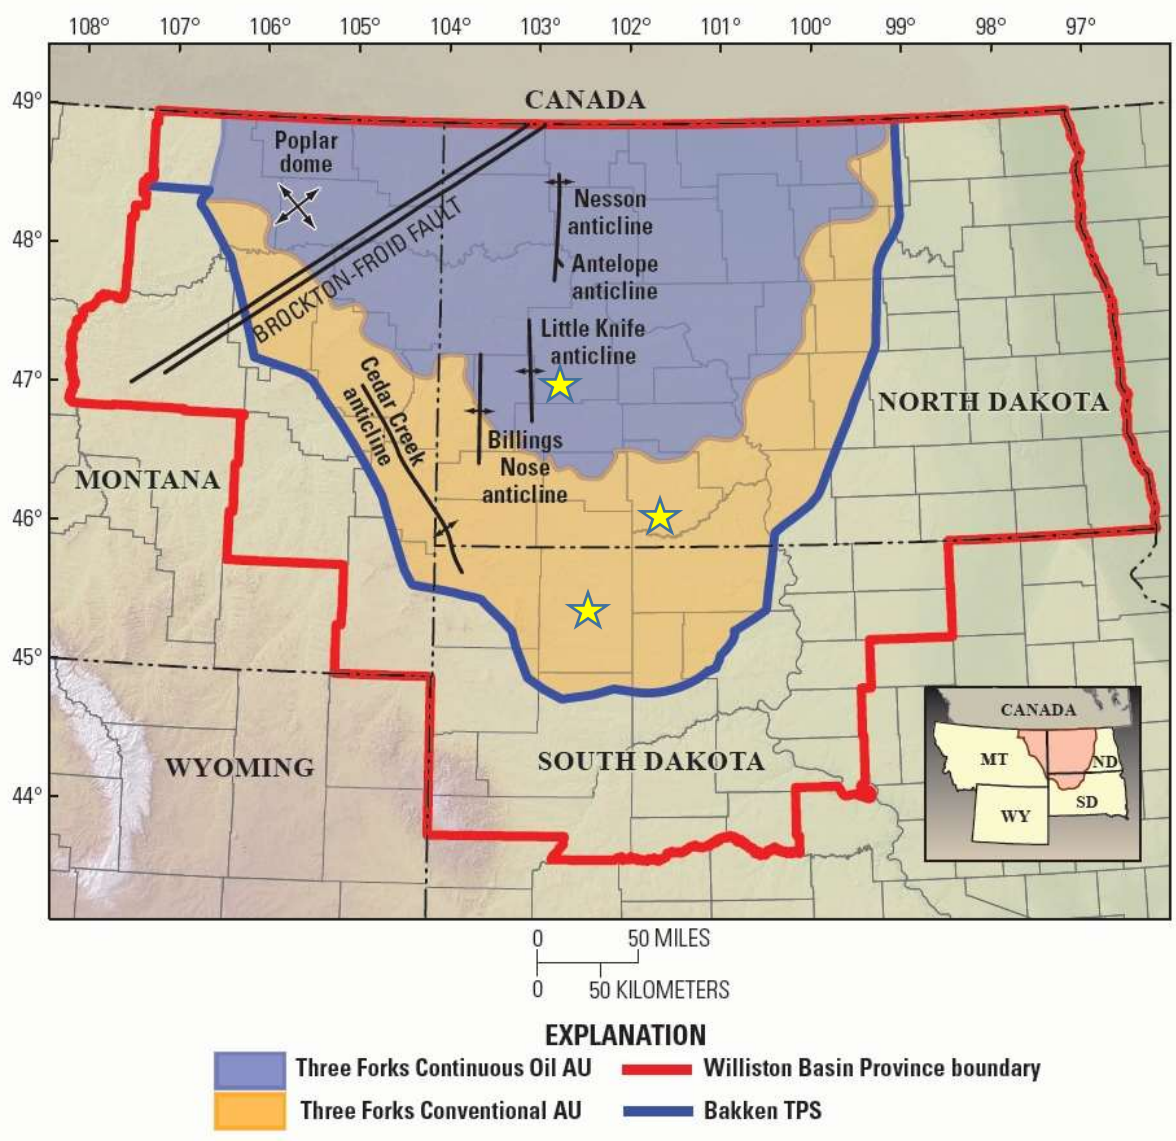 108° 107° 106° 105° 104° 103° 102° 101° 100° 99° 98° 97°
49°
48°
47°
46°
45°
44°
CANADA
Poplar
dome
BROCKTON-FROID FAULT
Nesson
anticline
Antelope
anticline
Little Knife
anticline
Cedar Creek
anticline
Billings
Nose
anticline
NORTH DAKOTA
MONTANA
WYOMING
SOUTH DAKOTA
CANADA
MT
ND
SD
WY
0 50 MILES
0 50 KILOMETERS
EXPLANATION
Three Forks Continuous Oil AU
Williston Basin Province boundary
Three Forks Conventional AU
Bakken TPS